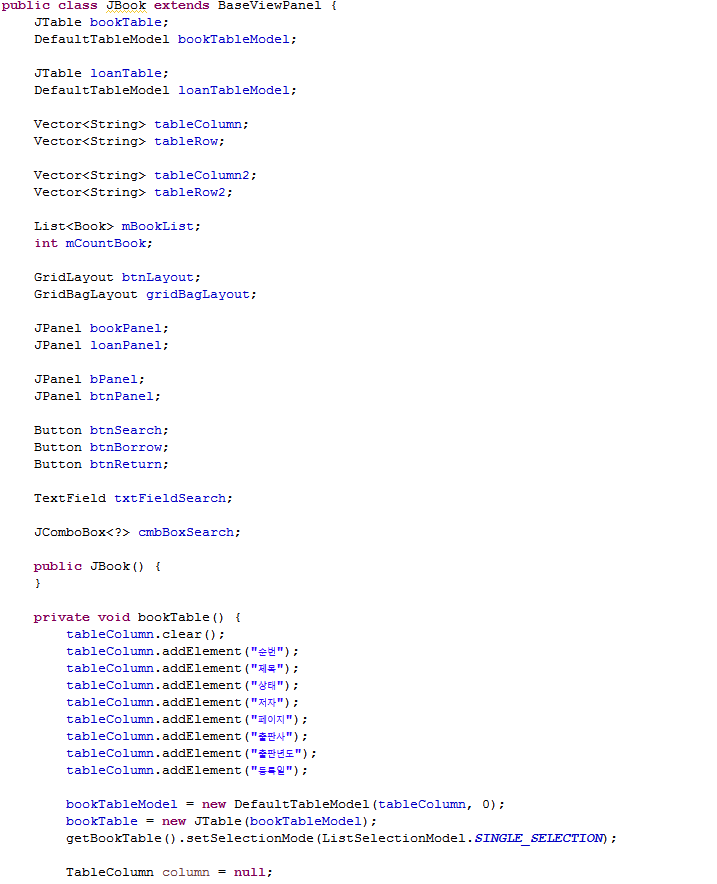 public class JBook extends BaseViewPanel {
    JTable bookTable;
    DefaultTableModel bookTableModel;

    JTable loanTable;
    DefaultTableModel loanTableModel;

    Vector<String> tableColumn;
    Vector<String> tableRow;

    Vector<String> tableColumn2;
    Vector<String> tableRow2;

    List<Book> mBookList;
    int mCountBook;

    GridLayout btnLayout;
    GridBagLayout gridBagLayout;

    JPanel bookPanel;
    JPanel loanPanel;

    JPanel bPanel;
    JPanel btnPanel;

    Button btnSearch;
    Button btnBorrow;
    Button btnReturn;

    TextField txtFieldSearch;

    JComboBox<?> cmbBoxSearch;

    public JBook() {
    }

    private void bookTable() {
        tableColumn.clear();
        tableColumn.addElement("순번");
        tableColumn.addElement("제목");
        tableColumn.addElement("상태");
        tableColumn.addElement("저자");
        tableColumn.addElement("페이지");
        tableColumn.addElement("출판사");
        tableColumn.addElement("출판년도");
        tableColumn.addElement("등록일");

        bookTableModel = new DefaultTableModel(tableColumn, 0);
        bookTable = new JTable(bookTableModel);
        getBookTable().setSelectionMode(ListSelectionModel.SINGLE_SELECTION);

        TableColumn column = null;